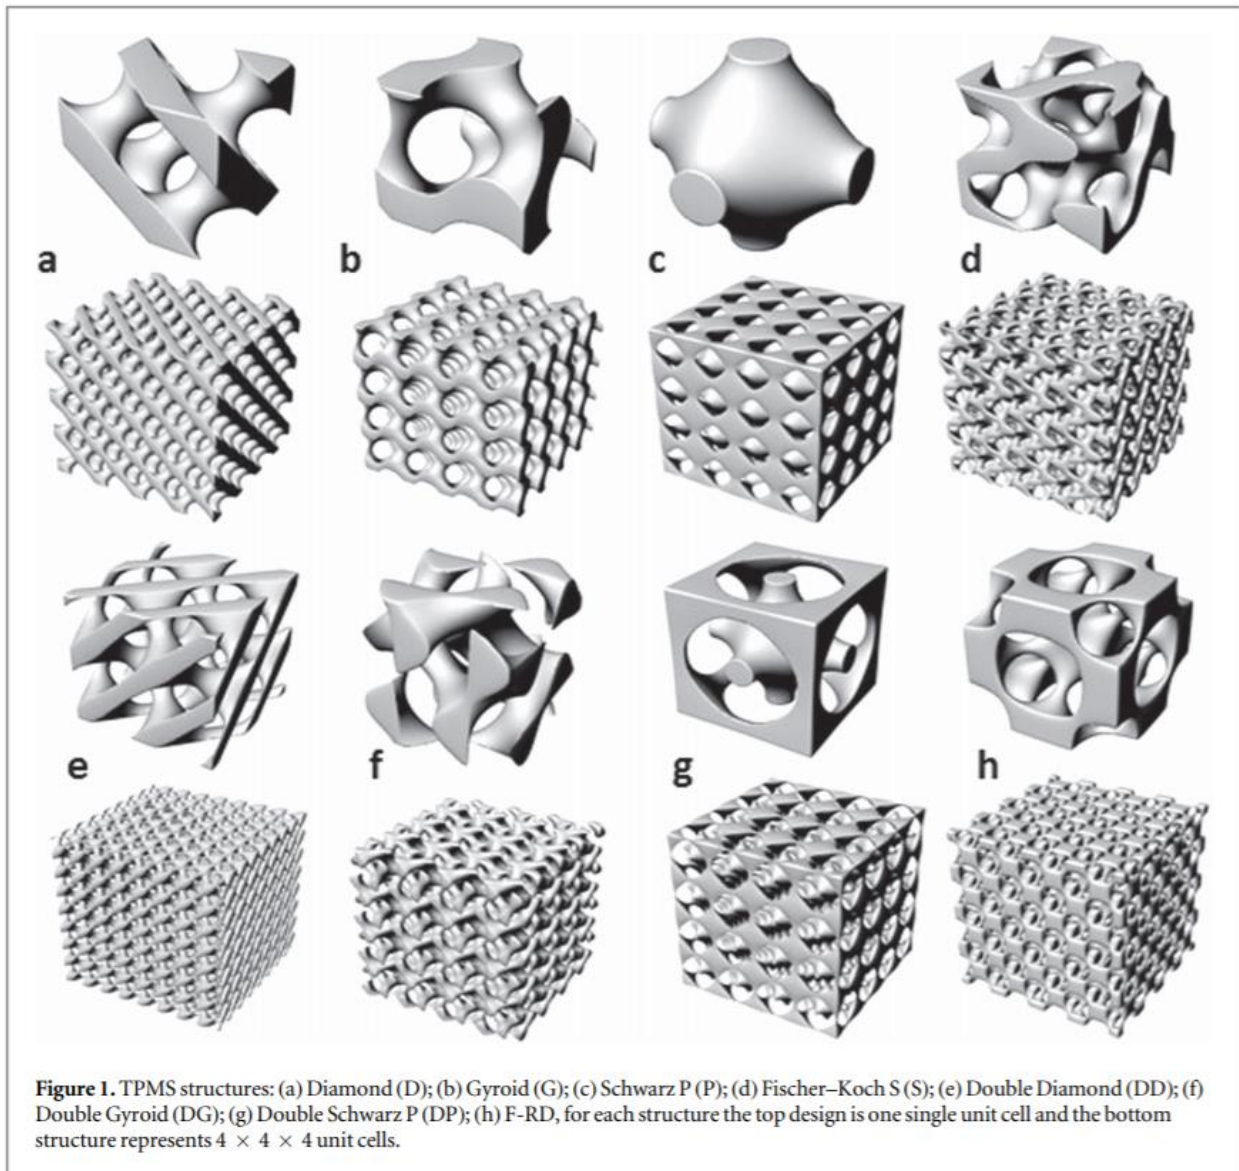 a b c d
e f g h
Figure 1. TPMS structures: (a) Diamond (D); (b) Gyroid (G); (c) Schwarz P (P); (d) Fischer–Koch S (S); (e) Double Diamond (DD); (f)
Double Gyroid (DG); (g) Double Schwarz P (DP); (h) F-RD, for each structure the top design is one single unit cell and the bottom
structure represents 4 × 4 × 4 unit cells.